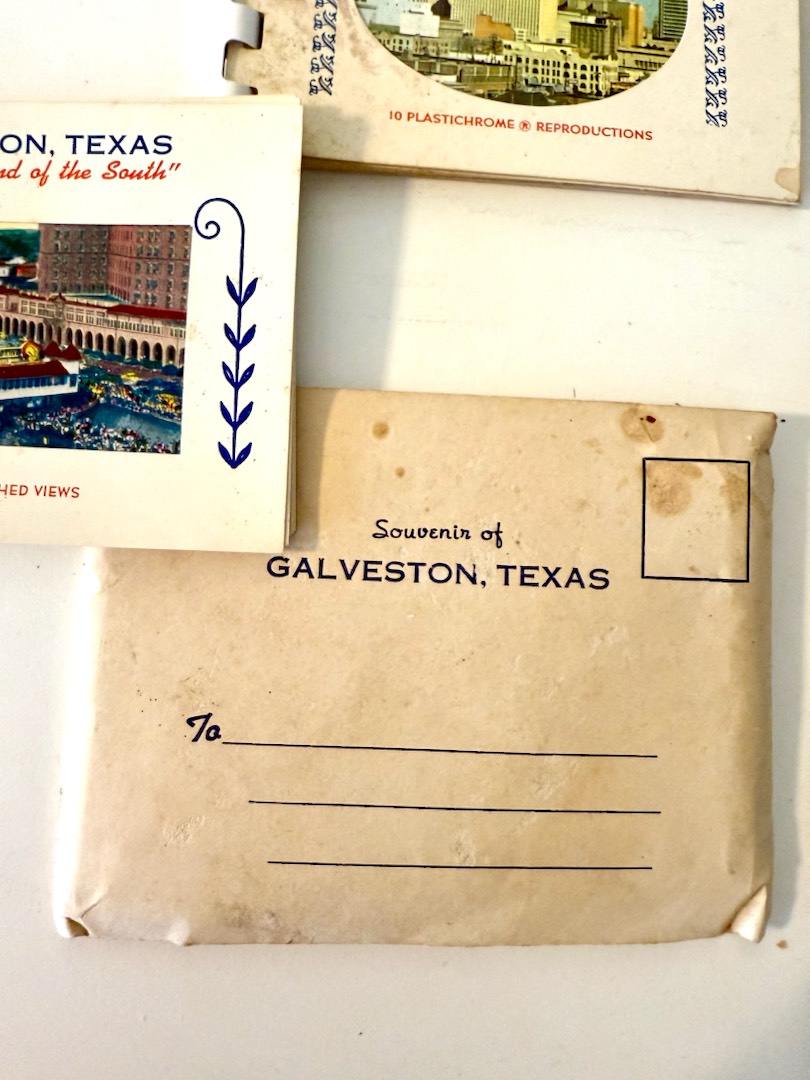 10 PLASTICHROME ® REPRODUCTIONS
ON, TEXAS
nd of the South"
HED VIEWS
Souvenir of
GALVESTON, TEXAS
To